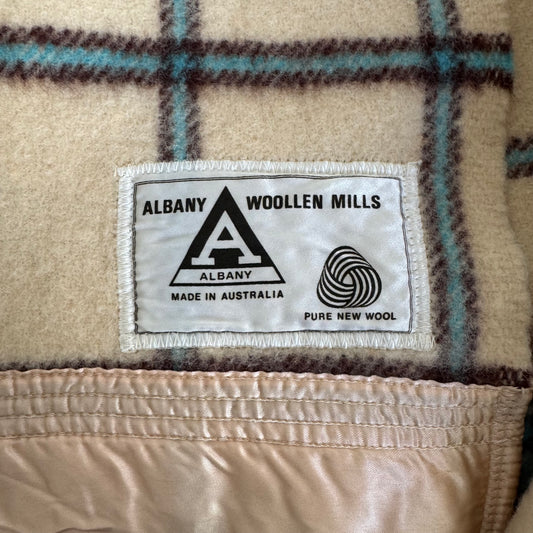 ALBANY WOOLLEN MILLS
A
ALBANY
MADE IN AUSTRALIA
PURE NEW WOOL